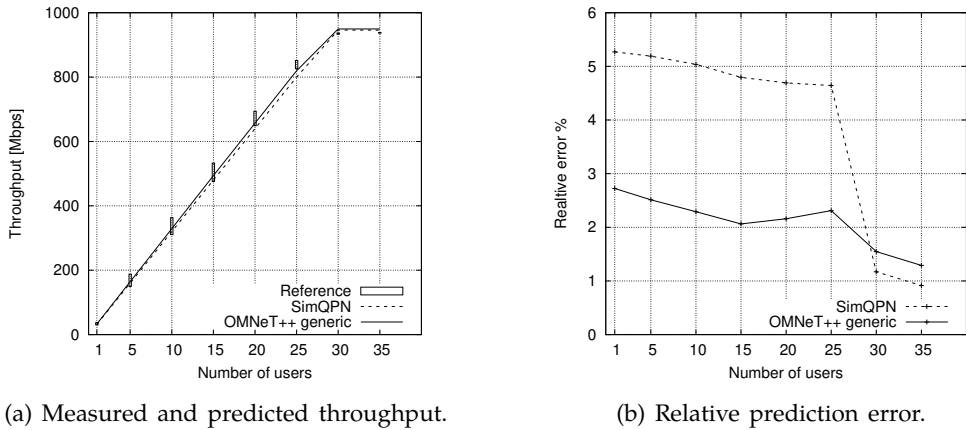 1000
800
600
400
200
0
Throughput [Mbps]
Reference
SimQPN
OMNeT++ generic
1 5 10 15 20 25 30 35
Number of users
(a) Measured and predicted throughput.
6
5
4
3
2
1
0
Realtive error %
SimQPN
OMNeT++ generic
1 5 10 15 20 25 30 35
Number of users
(b) Relative prediction error.